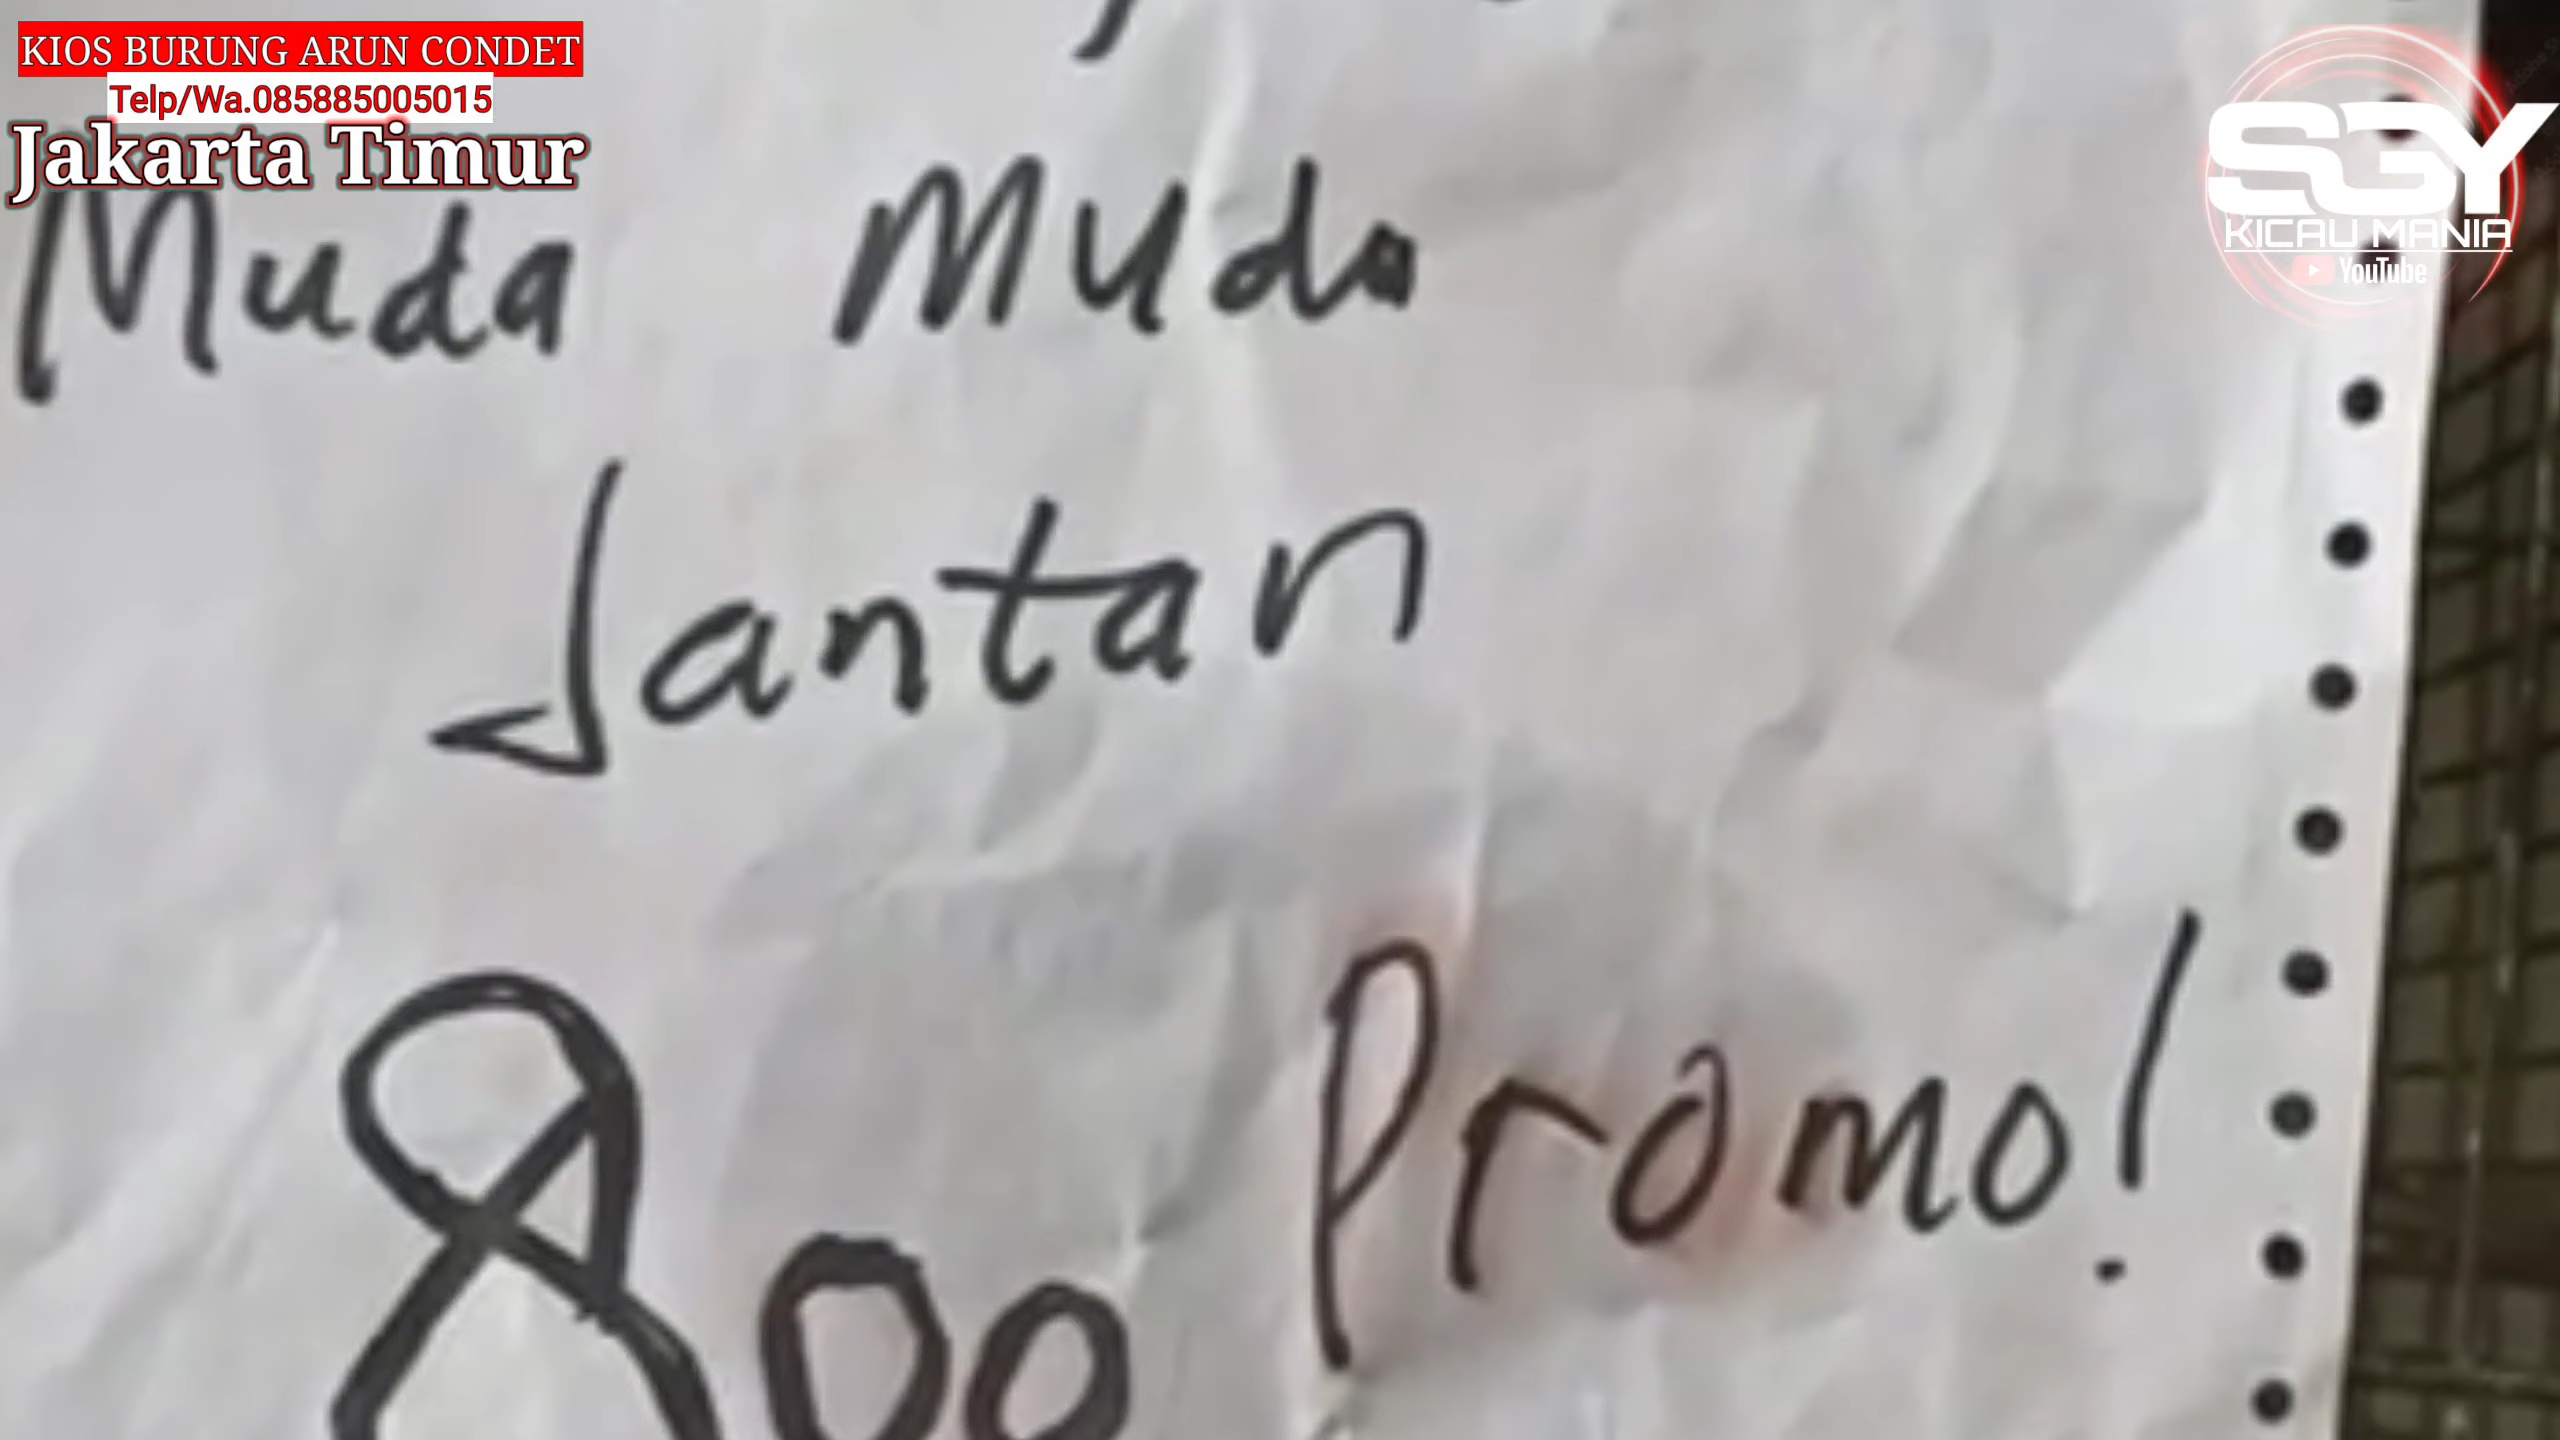 KIOS BURUNG ARUN CONDET
Telp/Wa.085885005015
Jakarta Timur
SGY
KICAU MANIA
YouTube
Muda Muda
Jantan
800 Promo!